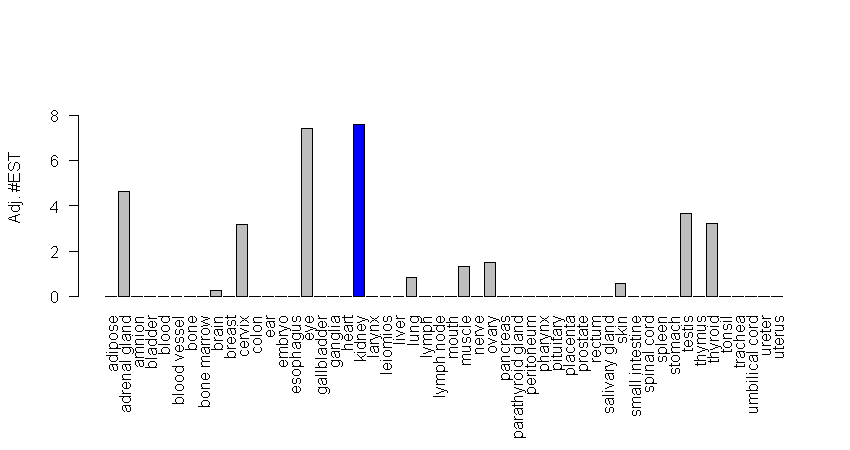 Adj. #EST
8
6
4
2
0
adipose
adrenal gland
amnion
bladder
blood
blood vessel
bone
bone marrow
brain
breast
cervix
colon
ear
embryo
esophagus
eye
gallbladder
ganglia
heart
kidney
larynx
leiomios
liver
lung
lymph
lymph node
mouth
muscle
nerve
ovary
pancreas
parathyroid gland
peritoneum
pharynx
pituitary
placenta
prostate
rectum
salivary gland
skin
small intestine
spinal cord
spleen
stomach
testis
thymus
thyroid
tonsil
trachea
umbilical cord
ureter
uterus